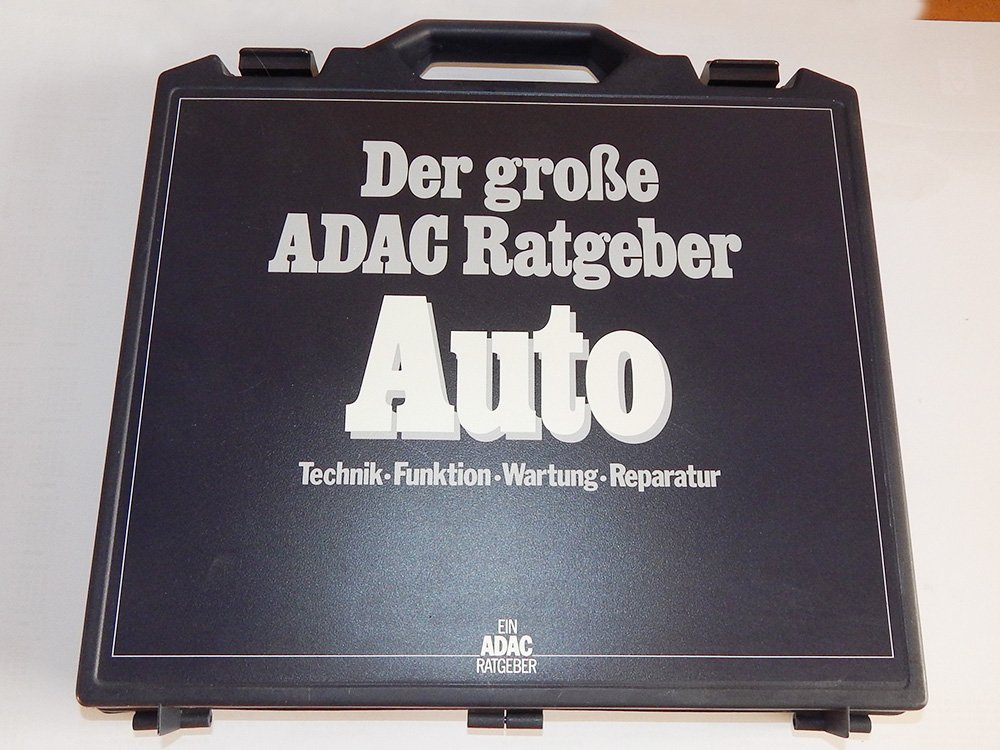 Der große
ADAC Ratgeber
Auto
Technik·Funktion·Wartung·Reparatur
EIN
ADAC
RATGEBER